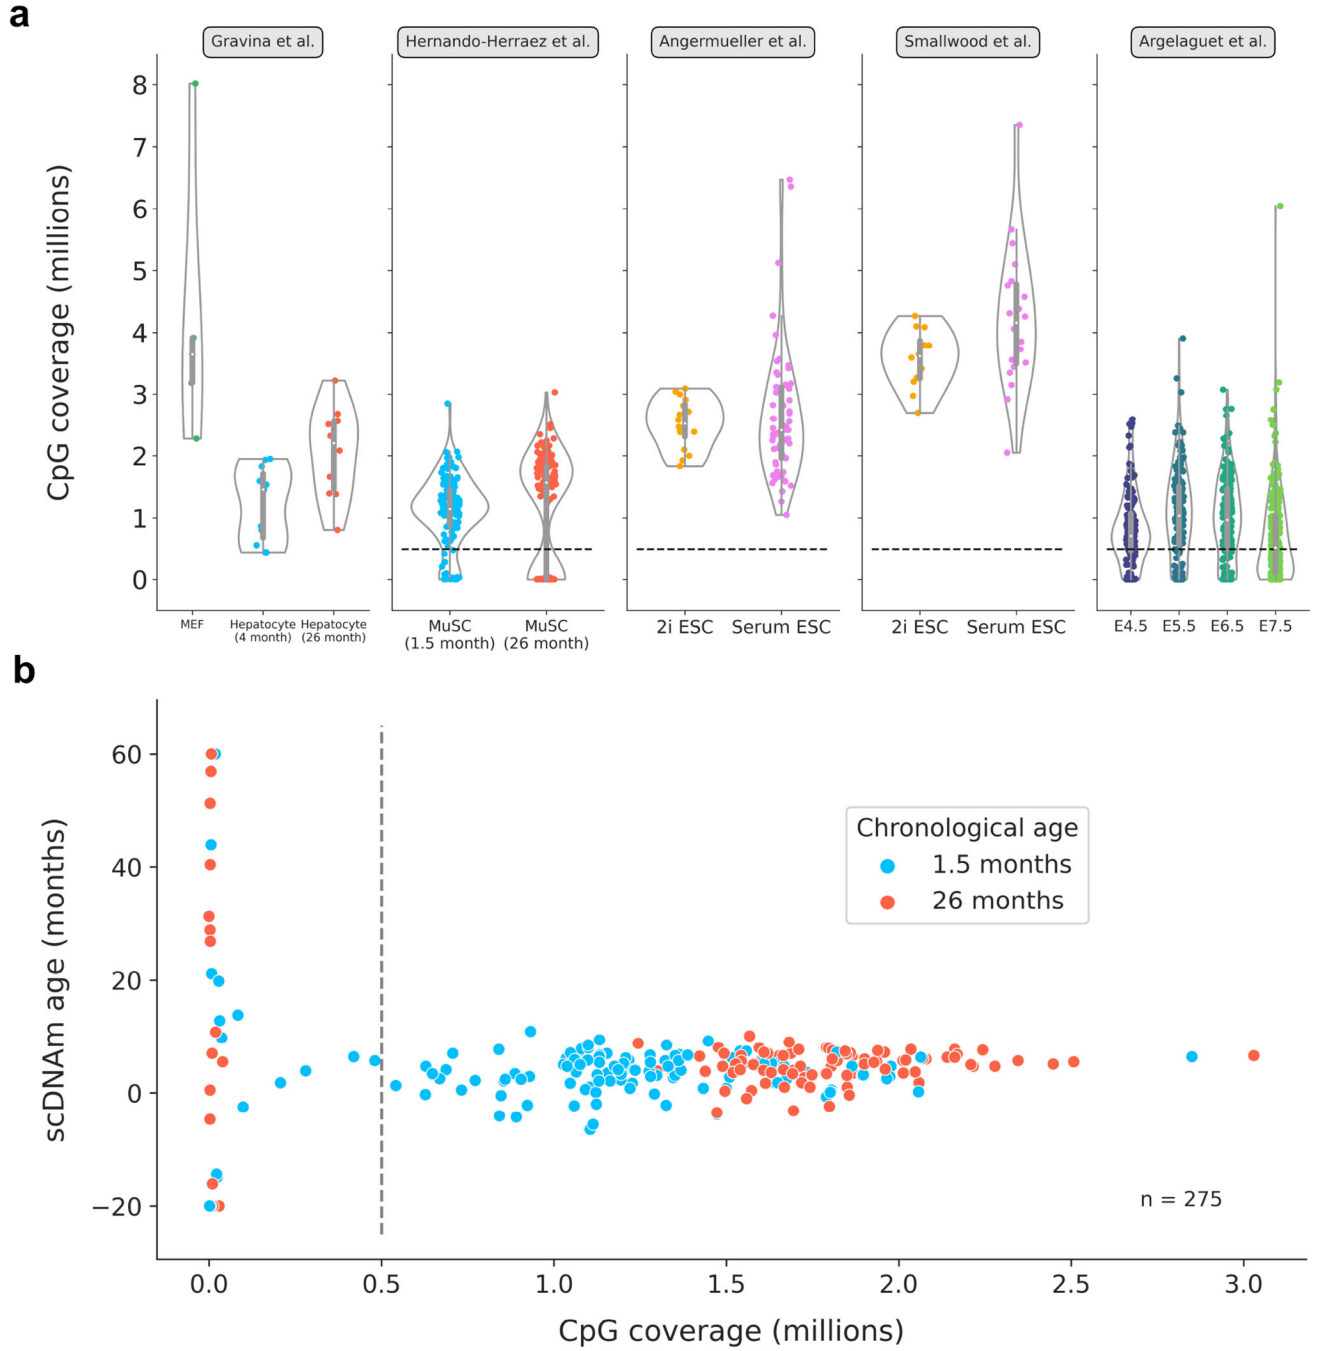 a
Gravina et al.
Hernando-Herraez et al.
Angermueller et al.
Smallwood et al.
Argelaguet et al.
CpG coverage (millions)
8
7
6
5
4
3
2
1
0
MEF
Hepatocyte
(4 month)
Hepatocyte
(26 month)
MuSC
(1.5 month)
MuSC
(26 month)
2i ESC
Serum ESC
2i ESC
Serum ESC
E4.5
E5.5
E6.5
E7.5
b
scDNAm age (months)
60
40
20
0
−20
Chronological age
1.5 months
26 months
n = 275
0.0
0.5
1.0
1.5
2.0
2.5
3.0
CpG coverage (millions)